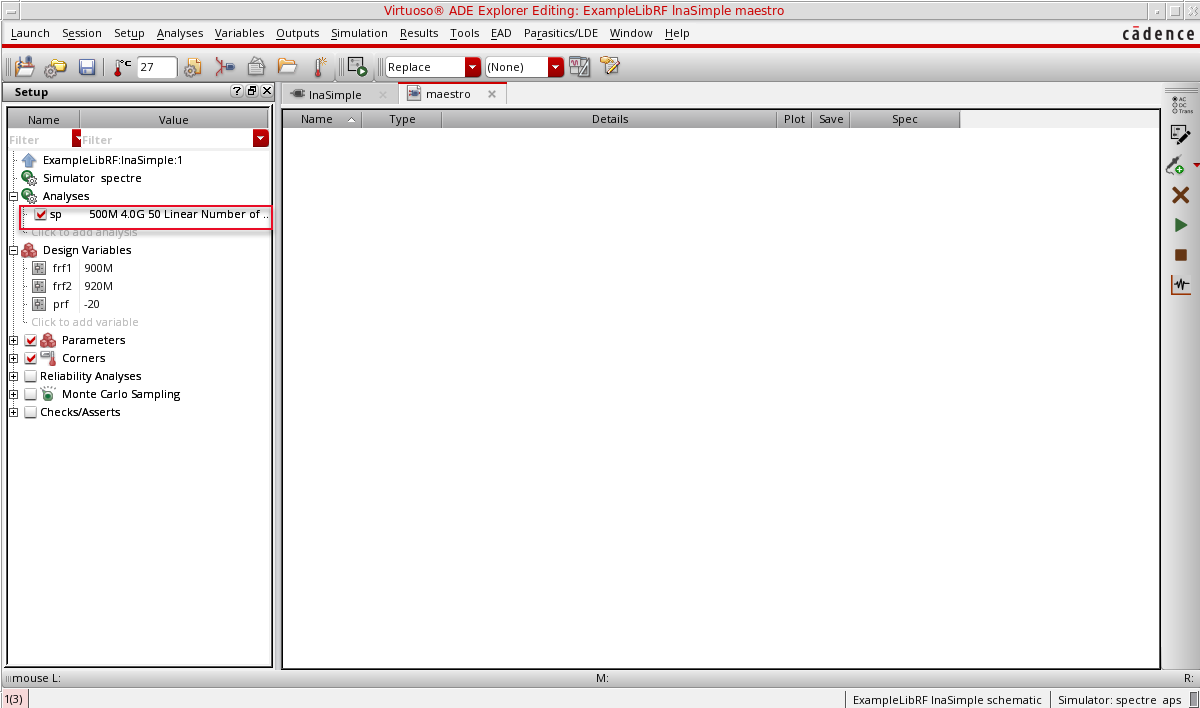 Virtuoso® ADE Explorer Editing: ExampleLibRF lnaSimple maestro
Launch Session Setup Analyses Variables Outputs Simulation Results Tools EAD Parasitics/LDE Window Help
cādence
27 Replace (None)
Setup
lnaSimple maestro
Name Value
Name Type Details Plot Save Spec
Filter Filter
ExampleLibRF:lnaSimple:1
Simulator spectre
Analyses
sp 500M 4.0G 50 Linear Number of ..
Click to add analysis
Design Variables
frf1 900M
frf2 920M
prf -20
Click to add variable
Parameters
Corners
Reliability Analyses
Monte Carlo Sampling
Checks/Asserts
AC
DC
Trans
mouse L: M: R:
1(3) ExampleLibRF lnaSimple schematic Simulator: spectre aps